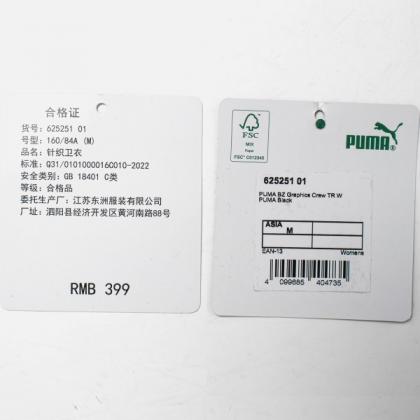 合格证
货号: 625251 01
号型: 160/84A (M)
品名: 针织卫衣
标准: Q31/0101000016C010-2022
安全类别: GB 18401 C类
等级: 合格品
委托生产厂: 江苏东洲服装有限公司
厂址: 泗阳县经济开发区黄河南路88号
RMB 399
FSC
MIX
Paper
FSC® C012345
PUMA
625251 01
PUMA BZ Graphics Crew TR W
PUMA Black
ASIA
M
EAN-13
Womens
4 099685 404735